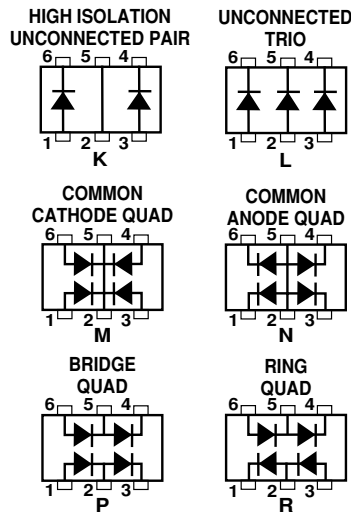 HIGH ISOLATION
UNCONNECTED PAIR
6 5 4
1 2 3
K
UNCONNECTED
TRIO
6 5 4
1 2 3
L
COMMON
CATHODE QUAD
6 5 4
1 2 3
M
COMMON
ANODE QUAD
6 5 4
1 2 3
N
BRIDGE
QUAD
6 5 4
1 2 3
P
RING
QUAD
6 5 4
1 2 3
R